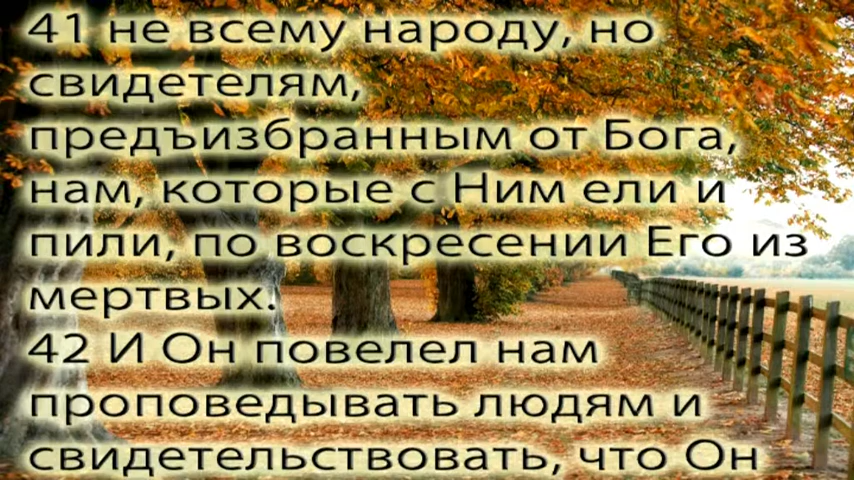 41 не всему народу, но
свидетелям,
предъизбранным от Бога,
нам, которые с Ним ели и
пили, по воскресении Его из
мертвых.
42 И Он повелел нам
проповедывать людям и
свидетельствовать, что Он